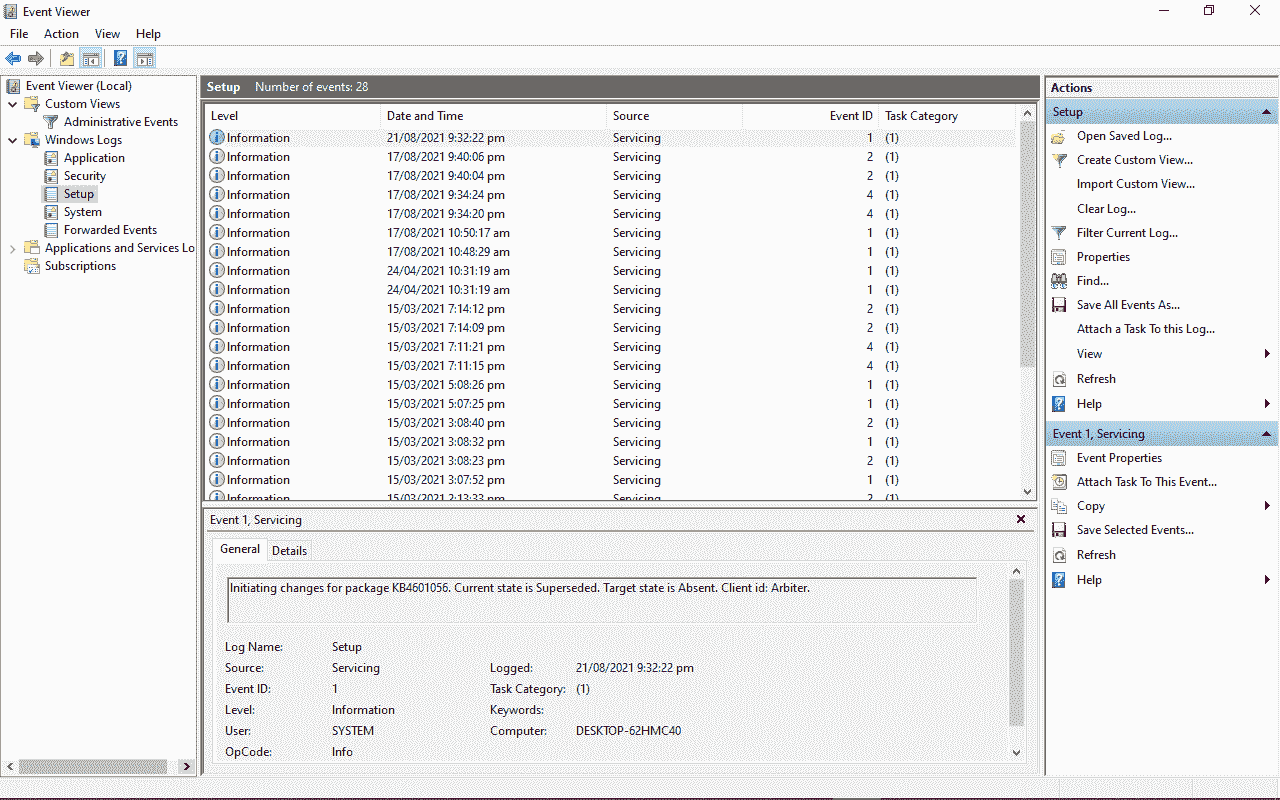 Event Viewer
File Action View Help
Event Viewer (Local)
Custom Views
Administrative Events
Windows Logs
Application
Security
Setup
System
Forwarded Events
Applications and Services Lo
Subscriptions
Setup Number of events: 28
Level Date and Time Source Event ID Task Category
Information 21/08/2021 9:32:22 pm Servicing 1 (1)
Information 17/08/2021 9:40:06 pm Servicing 2 (1)
Information 17/08/2021 9:40:04 pm Servicing 2 (1)
Information 17/08/2021 9:34:24 pm Servicing 4 (1)
Information 17/08/2021 9:34:20 pm Servicing 4 (1)
Information 17/08/2021 10:50:17 am Servicing 1 (1)
Information 17/08/2021 10:48:29 am Servicing 1 (1)
Information 24/04/2021 10:31:19 am Servicing 1 (1)
Information 24/04/2021 10:31:19 am Servicing 1 (1)
Information 15/03/2021 7:14:12 pm Servicing 2 (1)
Information 15/03/2021 7:14:09 pm Servicing 2 (1)
Information 15/03/2021 7:11:21 pm Servicing 4 (1)
Information 15/03/2021 7:11:15 pm Servicing 4 (1)
Information 15/03/2021 5:08:26 pm Servicing 1 (1)
Information 15/03/2021 5:07:25 pm Servicing 1 (1)
Information 15/03/2021 3:08:40 pm Servicing 2 (1)
Information 15/03/2021 3:08:32 pm Servicing 1 (1)
Information 15/03/2021 3:08:23 pm Servicing 2 (1)
Information 15/03/2021 3:07:52 pm Servicing 1 (1)
Information 15/03/2021 2:13:33 pm Servicing 2 (1)
Event 1, Servicing
General Details
Initiating changes for package KB4601056. Current state is Superseded. Target state is Absent. Client id: Arbiter.
Log Name: Setup
Source: Servicing Logged: 21/08/2021 9:32:22 pm
Event ID: 1 Task Category: (1)
Level: Information Keywords:
User: SYSTEM Computer: DESKTOP-62HMC40
OpCode: Info
Actions
Setup
Open Saved Log...
Create Custom View...
Import Custom View...
Clear Log...
Filter Current Log...
Properties
Find...
Save All Events As...
Attach a Task To this Log...
View
Refresh
Help
Event 1, Servicing
Event Properties
Attach Task To This Event...
Copy
Save Selected Events...
Refresh
Help